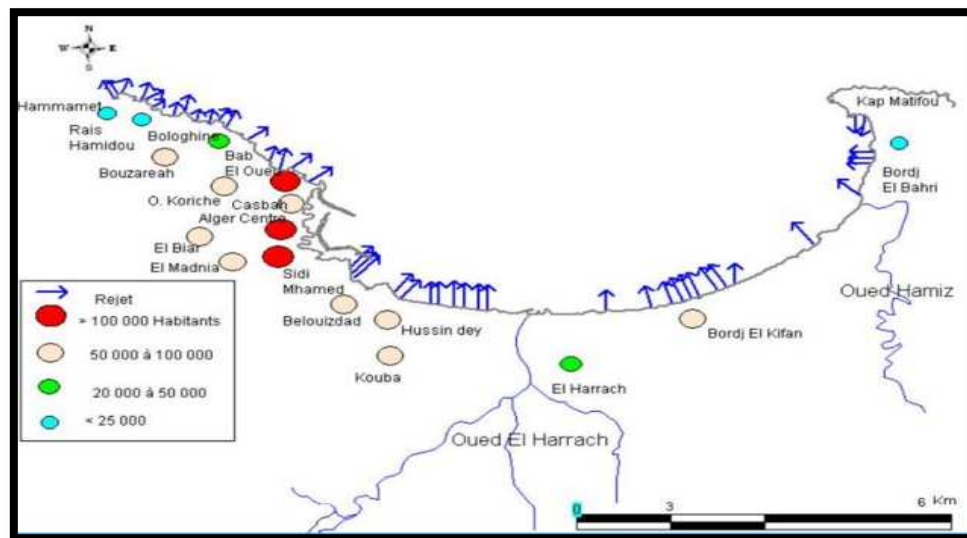 N
W E
S
Hammamet
Rais
Hamidou
Bologhine
Bab
El Oued
Bouzareah
O. Koriche
Casbah
Alger Centre
El Biar
El Madnia
Sidi
Mhamed
Belouizdad
Hussin dey
Kouba
El Harrach
Oued El Harrach
Bordj El Kifan
Kap Matifou
Bordj
El Bahri
Oued Hamiz
Rejet
> 100 000 Habitants
50 000 à 100 000
20 000 à 50 000
< 25 000
0 3 6 Km